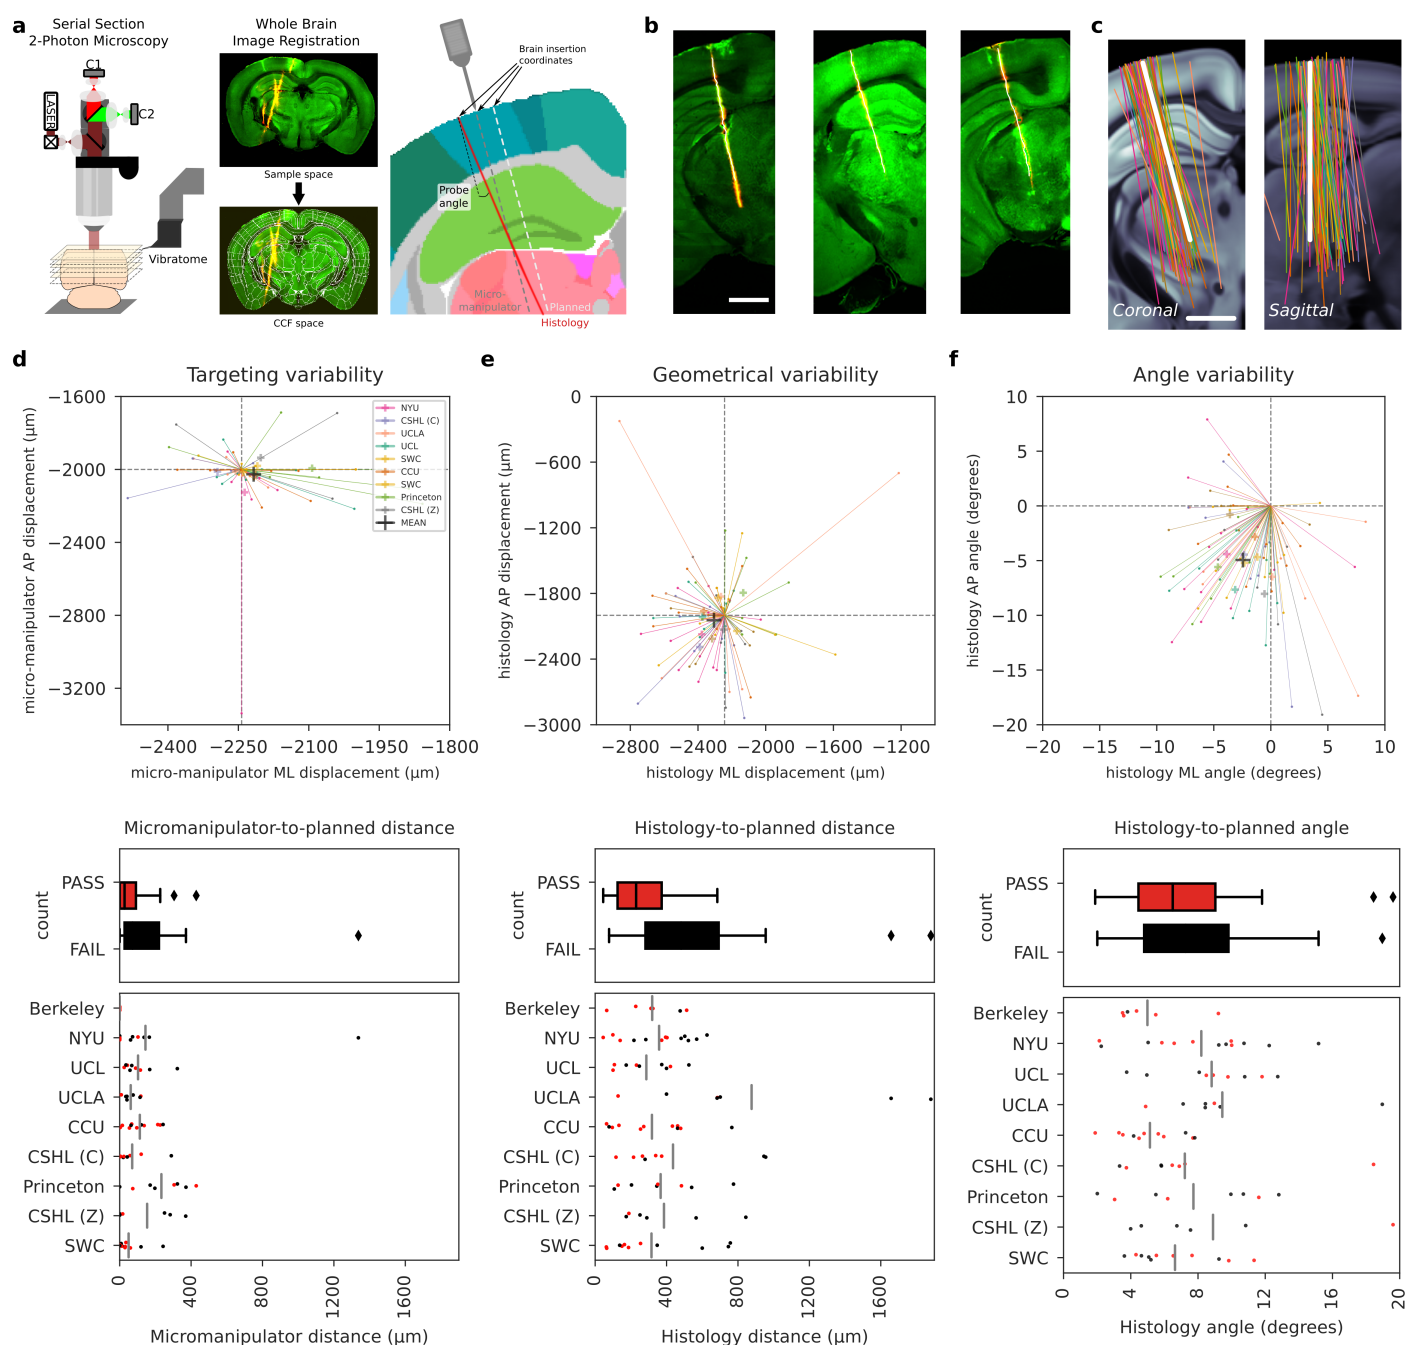 a
Serial Section
2-Photon Microscopy
C1
LASER
C2
Vibratome
Whole Brain
Image Registration
Sample space
CCF space
Brain insertion
coordinates
Probe
angle
Micro-
manipulator
Planned
Histology
b
c
Coronal
Sagittal
d
Targeting variability
micro-manipulator AP displacement (µm)
−1600
−2000
−2400
−2800
−3200
NYU
CSHL (C)
UCLA
UCL
SWC
CCU
SWC
Princeton
CSHL (Z)
MEAN
−2400 −2250 −2100 −1950 −1800
micro-manipulator ML displacement (µm)
e
Geometrical variability
histology AP displacement (µm)
0
−600
−1200
−1800
−2400
−3000
−2800 −2400 −2000 −1600 −1200
histology ML displacement (µm)
f
Angle variability
histology AP angle (degrees)
10
5
0
−5
−10
−15
−20
−20 −15 −10 −5 0 5 10
histology ML angle (degrees)
Micromanipulator-to-planned distance
count
PASS
FAIL
Berkeley
NYU
UCL
UCLA
CCU
CSHL (C)
Princeton
CSHL (Z)
SWC
0 400 800 1200 1600
Micromanipulator distance (µm)
Histology-to-planned distance
count
PASS
FAIL
Berkeley
NYU
UCL
UCLA
CCU
CSHL (C)
Princeton
CSHL (Z)
SWC
0 400 800 1200 1600
Histology distance (µm)
Histology-to-planned angle
count
PASS
FAIL
Berkeley
NYU
UCL
UCLA
CCU
CSHL (C)
Princeton
CSHL (Z)
SWC
0 4 8 12 16 20
Histology angle (degrees)